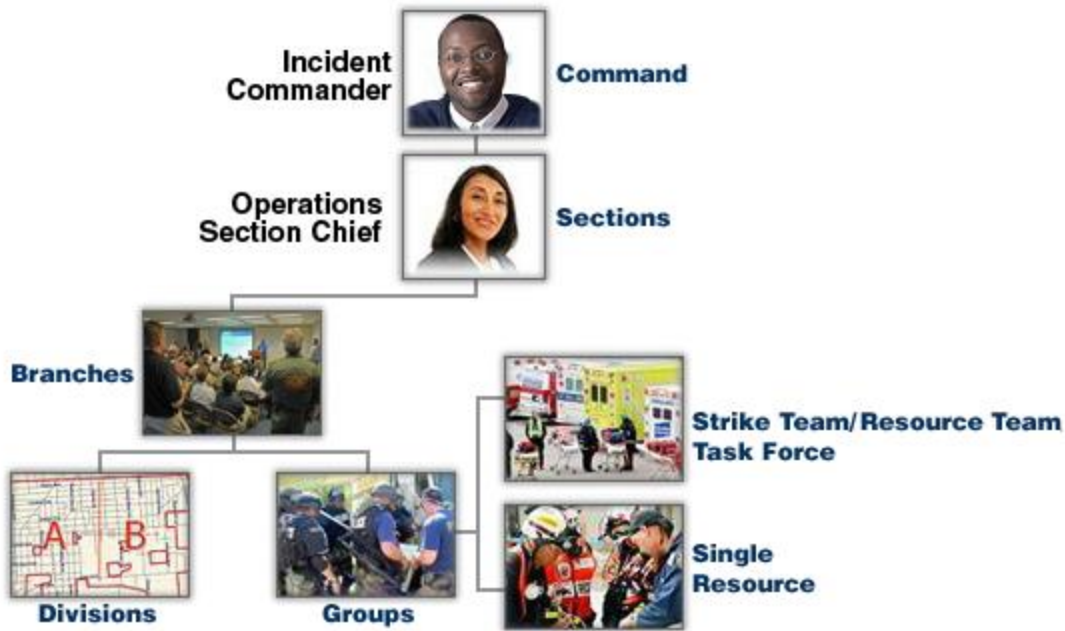 Incident
Commander
Command
Operations
Section Chief
Sections
Branches
Strike Team/Resource Team
Task Force
A B
Single
Resource
Divisions
Groups